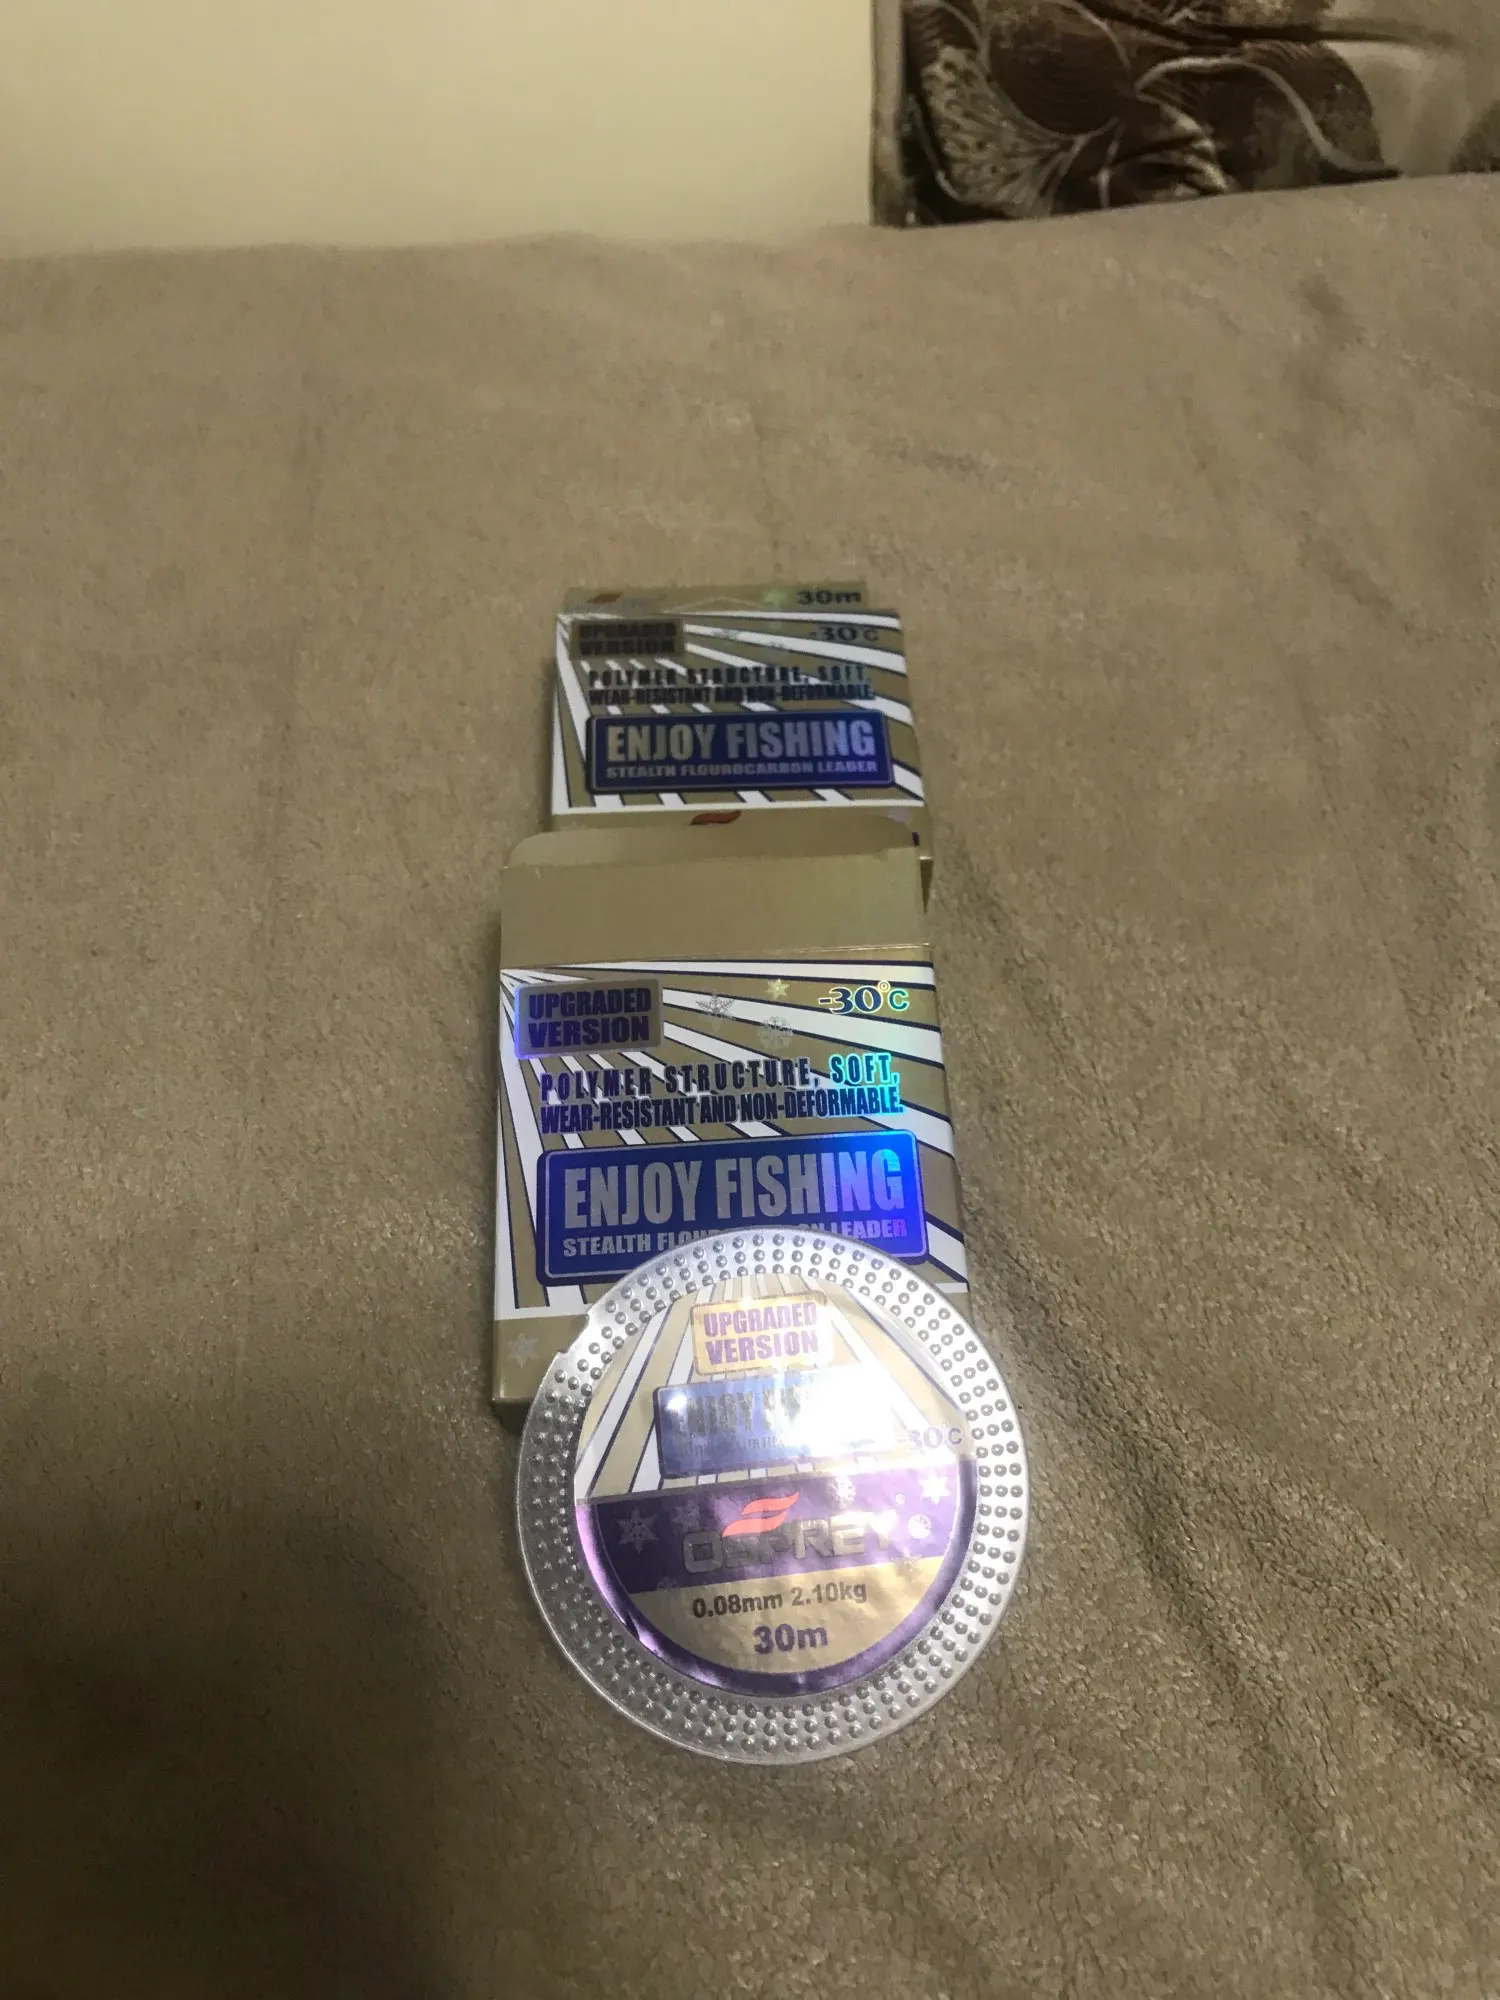 30m
UPGRADED
VERSION
-30°C
POLYMER STRUCTURE, SOFT,
WEAR-RESISTANT AND NON-DEFORMABLE.
ENJOY FISHING
STEALTH FLOUROCARBON LEADER
UPGRADED
VERSION
-30°C
POLYMER STRUCTURE, SOFT,
WEAR-RESISTANT AND NON-DEFORMABLE.
ENJOY FISHING
STEALTH LEADER
UPGRADED
VERSION
ENJOY
-30°C
OSPREY
0.08mm 2.10kg
30m